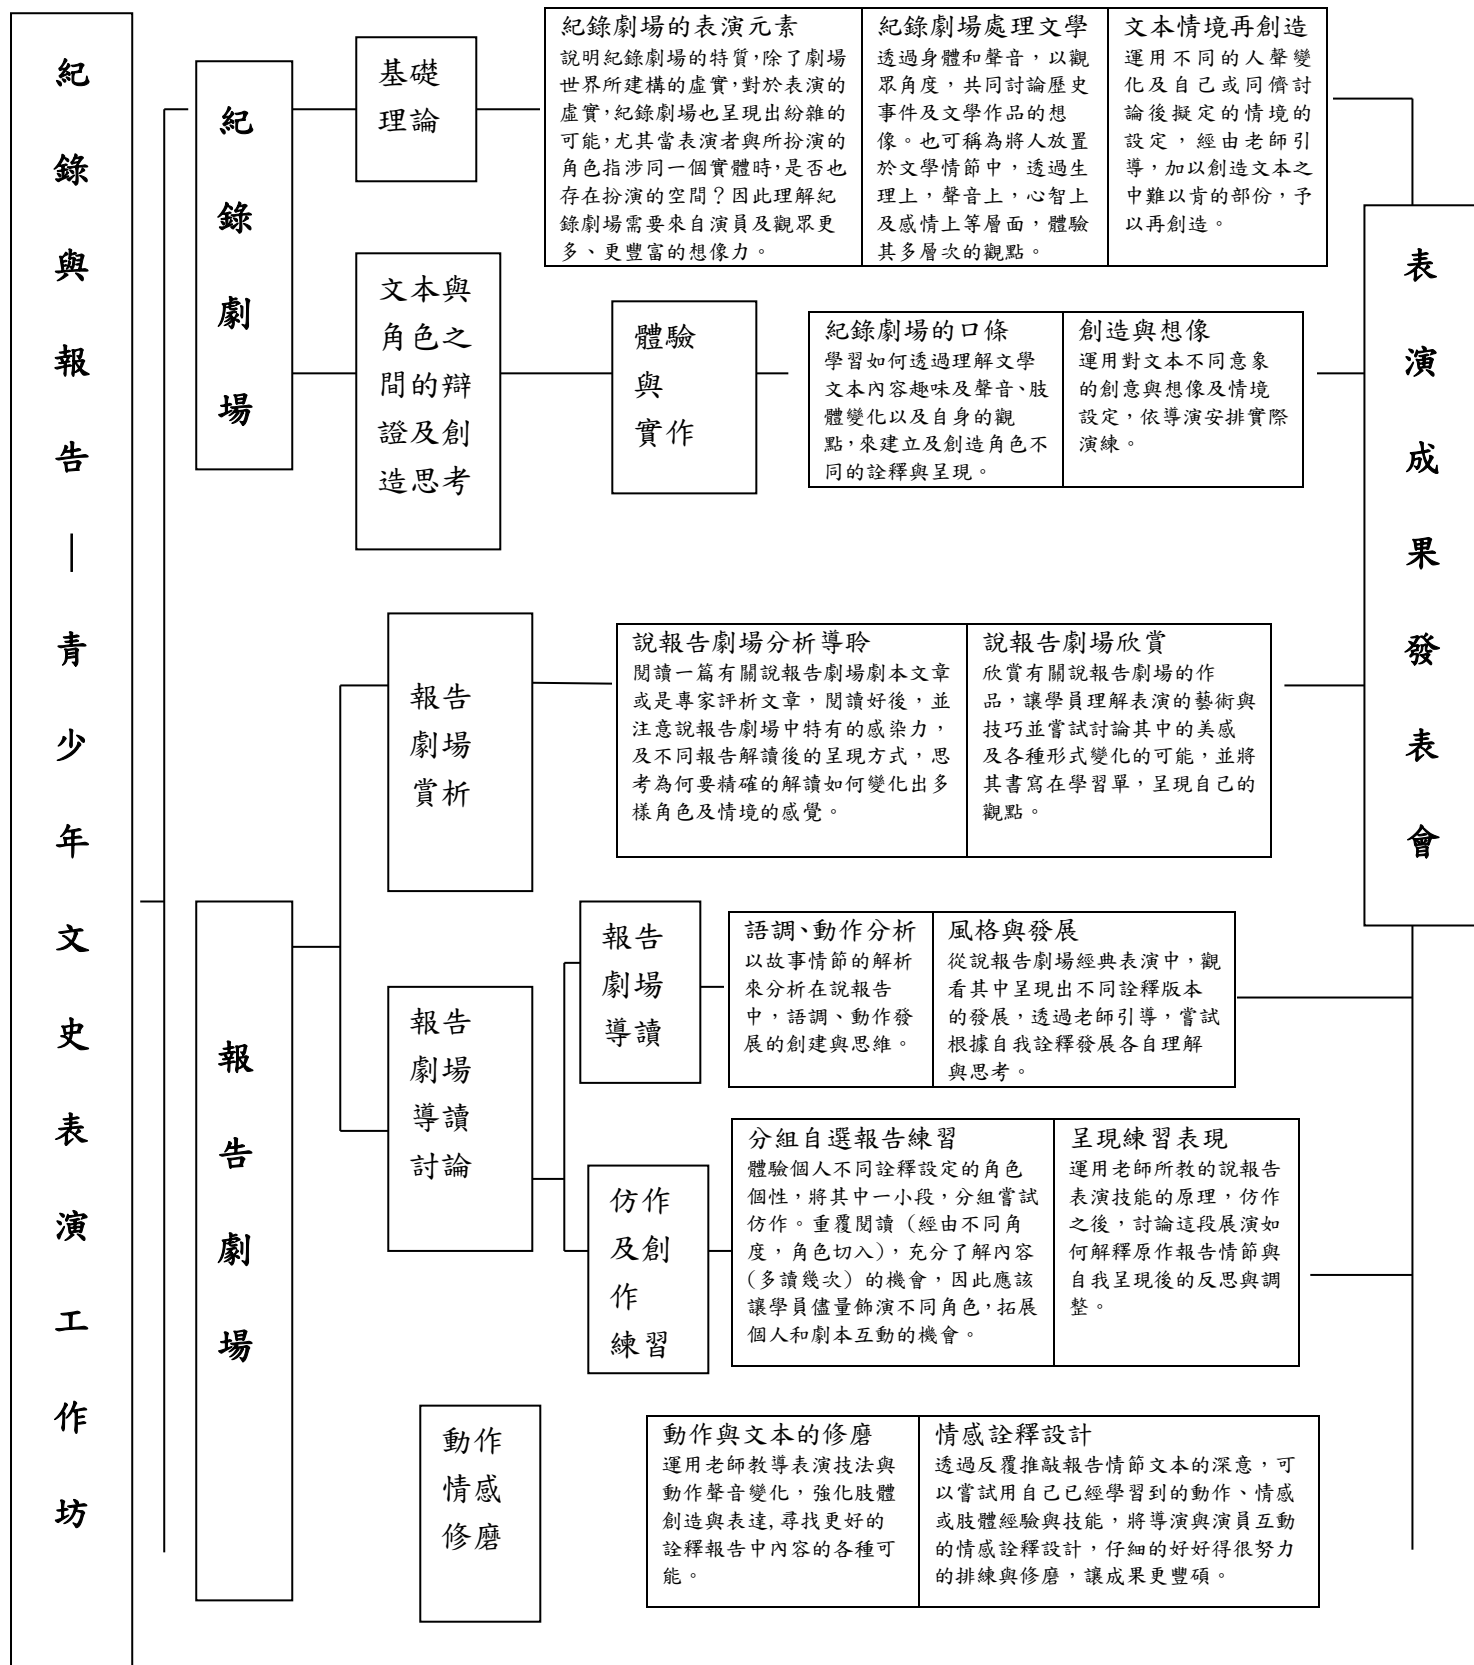 紀錄與報告｜青少年文史表演工作坊
紀錄劇場
基礎
理論
紀錄劇場的表演元素
說明紀錄劇場的特質，除了劇場
世界所建構的虛實，對於表演的
虛實，紀錄劇場也呈現出紛雜的
可能，尤其當表演者與所扮演的
角色指涉同一個實體時，是否也
存在扮演的空間？因此理解紀
錄劇場需要來自演員及觀眾更
多、更豐富的想像力。
紀錄劇場處理文學
透過身體和聲音，以觀
眾角度，共同討論歷史
事件及文學作品的想
像。也可稱為將人放置
於文學情節中，透過生
理上，聲音上，心智上
及感情上等層面，體驗
其多層次的觀點。
文本情境再創造
運用不同的人聲變
化及自己或同儕討
論後擬定的情境的
設定，經由老師引
導，加以創造文本之
中難以肯的部份，予
以再創造。
文本與
角色之
間的辯
證及創
造思考
體驗
與
實作
紀錄劇場的口條
學習如何透過理解文學
文本內容趣味及聲音、肢
體變化以及自身的觀
點，來建立及創造角色不
同的詮釋與呈現。
創造與想像
運用對文本不同意象
的創意與想像及情境
設定，依導演安排實際
演練。
報告劇場
報告
劇場
賞析
說報告劇場分析導聆
閱讀一篇有關說報告劇場劇本文章
或是專家評析文章，閱讀好後，並
注意說報告劇場中特有的感染力，
及不同報告解讀後的呈現方式，思
考為何要精確的解讀如何變化出多
樣角色及情境的感覺。
說報告劇場欣賞
欣賞有關說報告劇場的作
品，讓學員理解表演的藝術與
技巧並嘗試討論其中的美感
及各種形式變化的可能，並將
其書寫在學習單，呈現自己的
觀點。
報告
劇場
導讀
討論
報告
劇場
導讀
語調、動作分析
以故事情節的解析
來分析在說報告
中，語調、動作發
展的創建與思維。
風格與發展
從說報告劇場經典表演中，觀
看其中呈現出不同詮釋版本
的發展，透過老師引導，嘗試
根據自我詮釋發展各自理解
與思考。
仿作
及創
作
練習
分組自選報告練習
體驗個人不同詮釋設定的角色
個性，將其中一小段，分組嘗試
仿作。重覆閱讀（經由不同角
度，角色切入），充分了解內容
（多讀幾次）的機會，因此應該
讓學員儘量飾演不同角色，拓展
個人和劇本互動的機會。
呈現練習表現
運用老師所教的說報告
表演技能的原理，仿作
之後，討論這段展演如
何解釋原作報告情節與
自我呈現後的反思與調
整。
動作
情感
修磨
動作與文本的修磨
運用老師教導表演技法與
動作聲音變化，強化肢體
創造與表達,尋找更好的
詮釋報告中內容的各種可
能。
情感詮釋設計
透過反覆推敲報告情節文本的深意，可
以嘗試用自己已經學習到的動作、情感
或肢體經驗與技能，將導演與演員互動
的情感詮釋設計，仔細的好好得很努力
的排練與修磨，讓成果更豐碩。
表演成果發表會